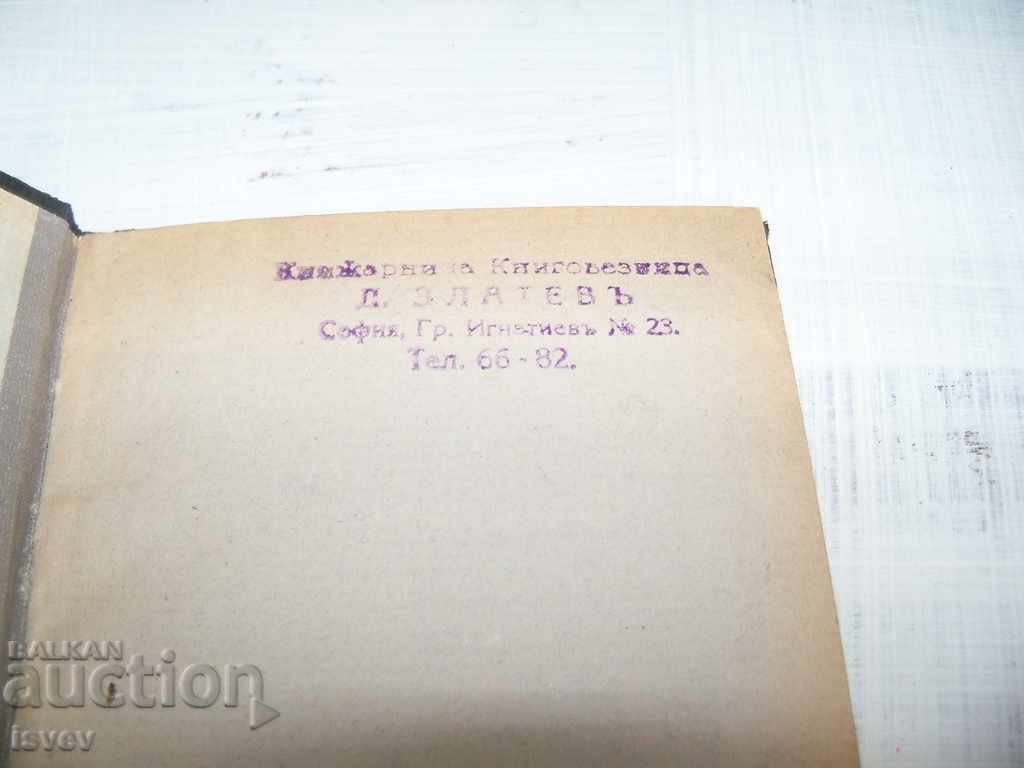 Книжарница Книговезница
Д. ЗЛАТЕВЪ
София, Гр. Игнатиевъ № 23.
Тел. 66-82.
BALKAN
auction
isvev